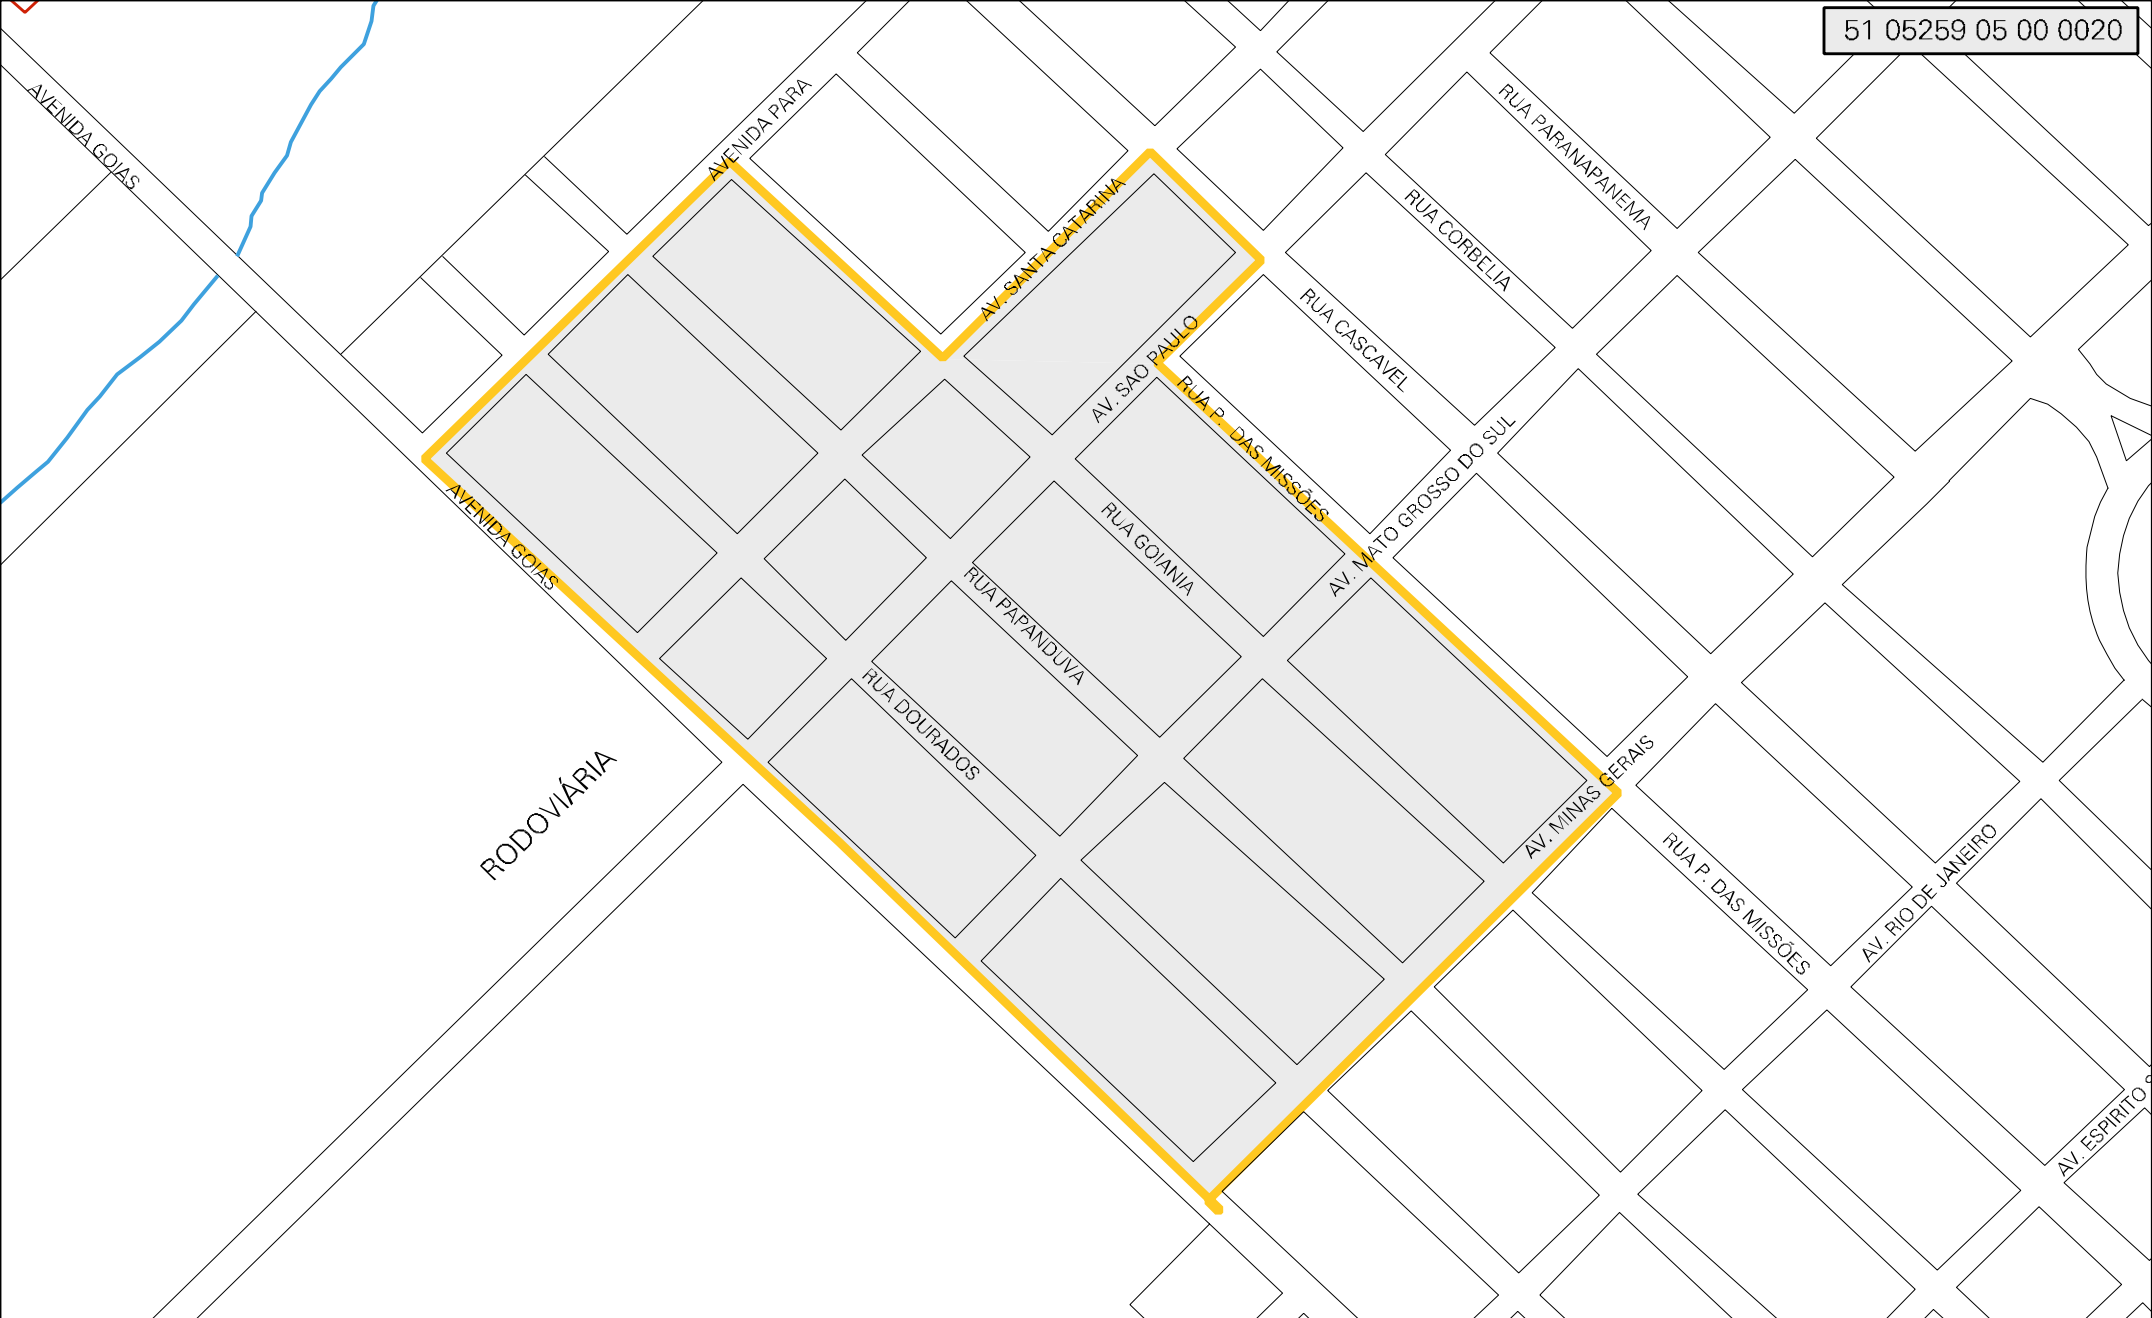 51 05259 05 00 0020
AVENIDA GOIAS
AVENIDA PARA
RUA PARANAPANEMA
AV. SANTA CATARINA
RUA CORBELIA
RUA CASCAVEL
AV. SAO PAULO
RUA P. DAS MISSÕES
AV. MATO GROSSO DO SUL
AVENIDA GOIAS
RUA GOIANIA
RUA PAPANDUVA
RUA DOURADOS
RODOVIÁRIA
AV. MINAS GERAIS
RUA P. DAS MISSÕES
AV. RIO DE JANEIRO
AV. ESPIRITO